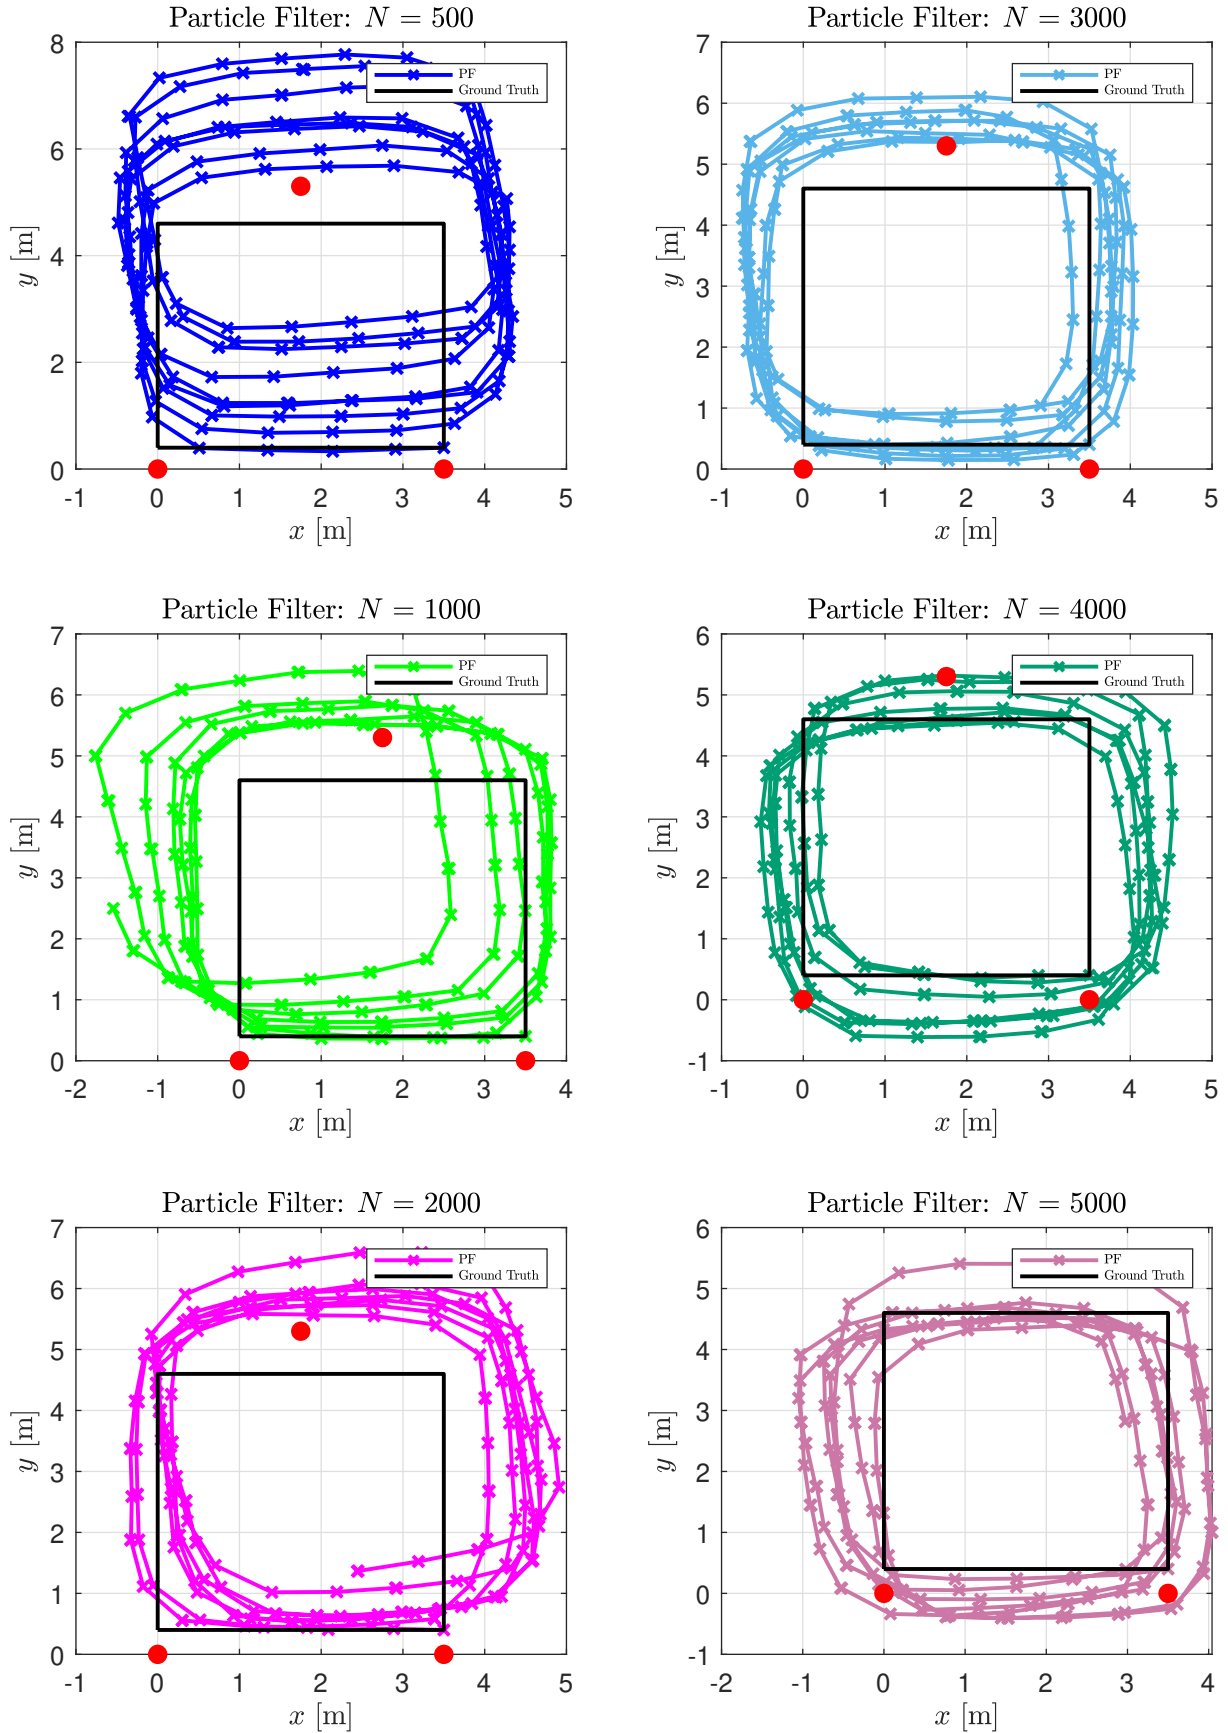 Particle Filter: N = 500
8
6
4
2
0
y [m]
PF
Ground Truth
-1 0 1 2 3 4 5
x [m]
Particle Filter: N = 3000
7
6
5
4
3
2
1
0
y [m]
PF
Ground Truth
-1 0 1 2 3 4 5
x [m]
Particle Filter: N = 1000
7
6
5
4
3
2
1
0
y [m]
PF
Ground Truth
-2 -1 0 1 2 3 4
x [m]
Particle Filter: N = 4000
6
5
4
3
2
1
0
-1
y [m]
PF
Ground Truth
-1 0 1 2 3 4 5
x [m]
Particle Filter: N = 2000
7
6
5
4
3
2
1
0
y [m]
PF
Ground Truth
-1 0 1 2 3 4 5
x [m]
Particle Filter: N = 5000
6
5
4
3
2
1
0
-1
y [m]
PF
Ground Truth
-2 -1 0 1 2 3 4
x [m]